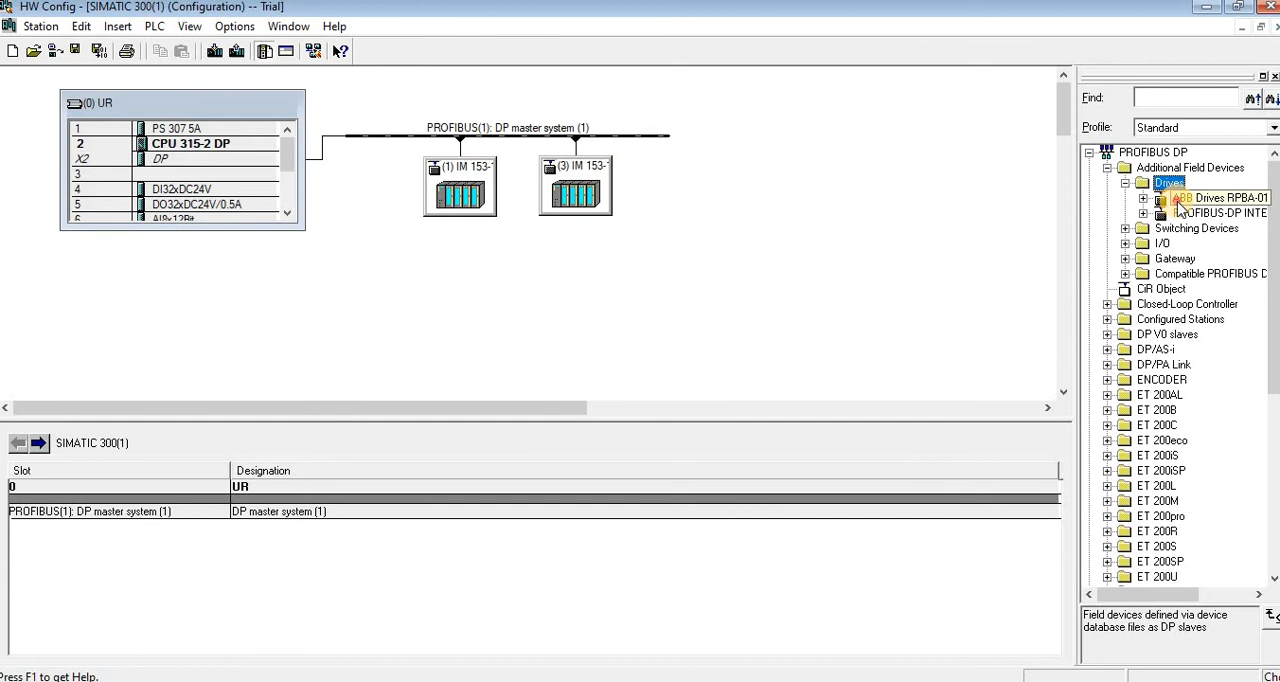 HW Config - [SIMATIC 300(1) (Configuration) -- Trial]
Station Edit Insert PLC View Options Window Help
(0) UR
1 PS 307 5A
2 CPU 315-2 DP
X2 DP
3
4 DI32xDC24V
5 DO32xDC24V/0.5A
6 AI8x12Bit
PROFIBUS(1): DP master system (1)
(1) IM 153-
(3) IM 153-
Find:
Profile: Standard
PROFIBUS DP
Additional Field Devices
Drives
ABB Drives RPBA-01
PROFIBUS-DP INTE
Switching Devices
I/O
Gateway
Compatible PROFIBUS D
CiR Object
Closed-Loop Controller
Configured Stations
DP V0 slaves
DP/AS-i
DP/PA Link
ENCODER
ET 200AL
ET 200B
ET 200C
ET 200eco
ET 200iS
ET 200iSP
ET 200L
ET 200M
ET 200pro
ET 200R
ET 200S
ET 200SP
ET 200U
Field devices defined via device
database files as DP slaves
SIMATIC 300(1)
Slot Designation
0 UR
PROFIBUS(1): DP master system (1) DP master system (1)
Press F1 to get Help.
Ch